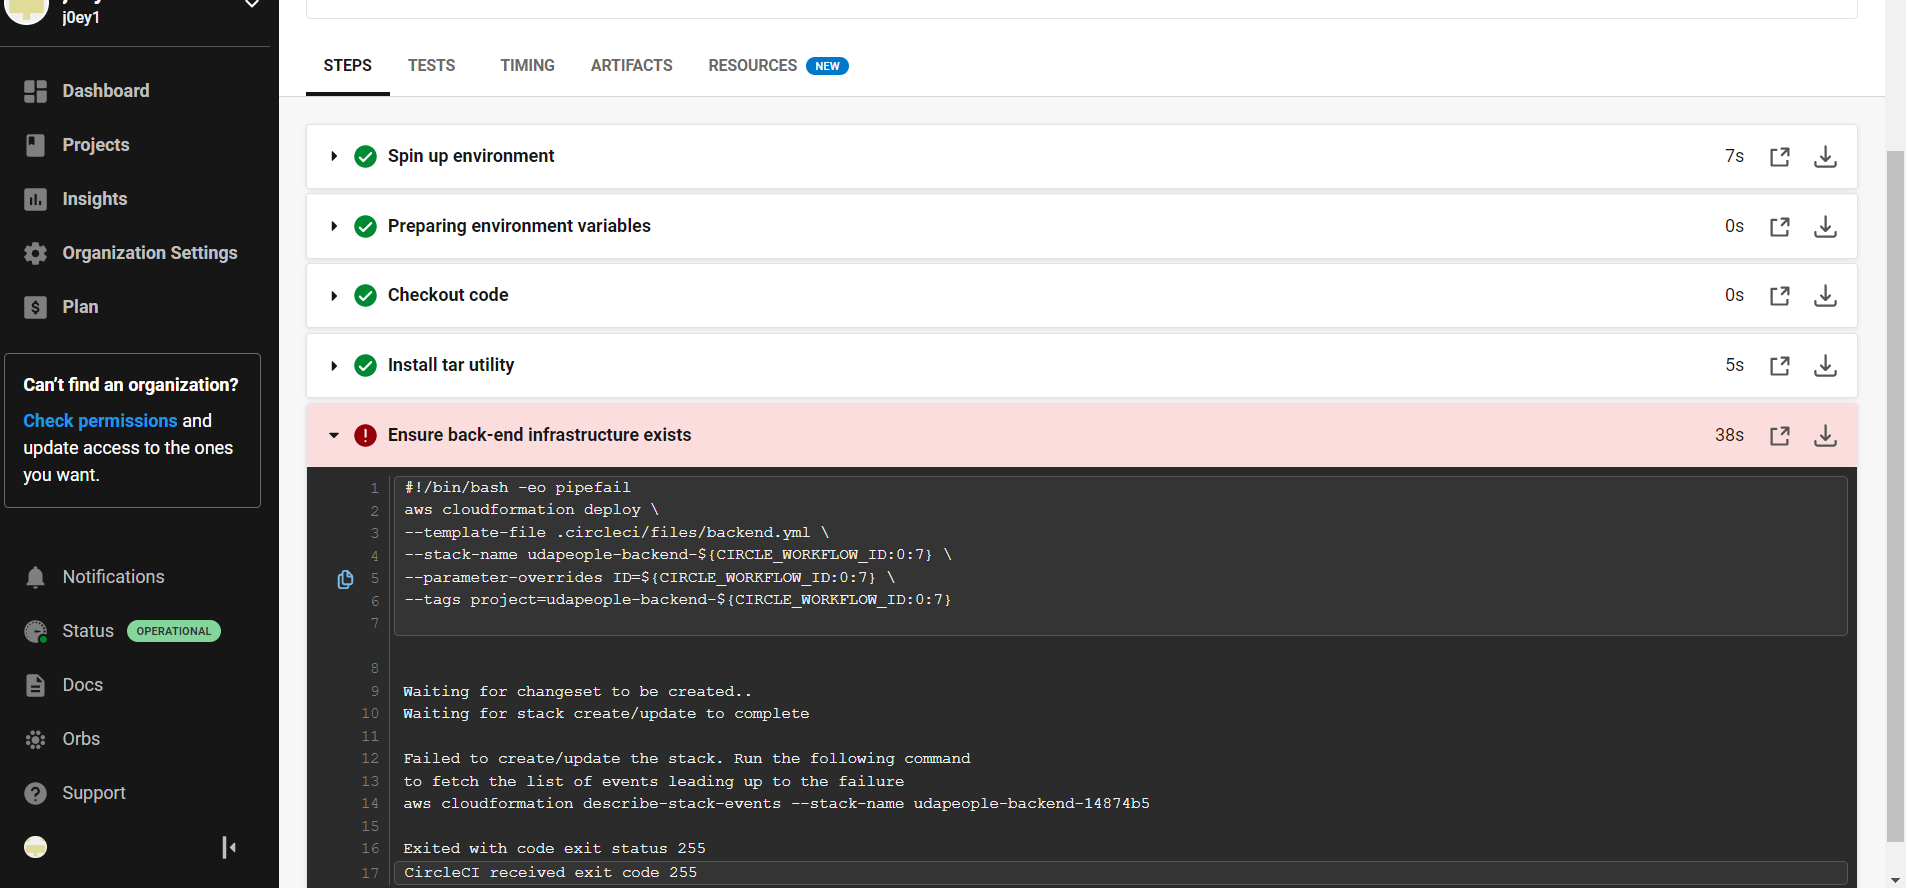 j0ey1
Dashboard
Projects
Insights
Organization Settings
Plan
Can't find an organization?
Check permissions and
update access to the ones
you want.
Notifications
Status OPERATIONAL
Docs
Orbs
Support
STEPS TESTS TIMING ARTIFACTS RESOURCES NEW
Spin up environment 7s
Preparing environment variables 0s
Checkout code 0s
Install tar utility 5s
Ensure back-end infrastructure exists 38s
1 #!/bin/bash -eo pipefail
2 aws cloudformation deploy \
3 --template-file .circleci/files/backend.yml \
4 --stack-name udapeople-backend-${CIRCLE_WORKFLOW_ID:0:7} \
5 --parameter-overrides ID=${CIRCLE_WORKFLOW_ID:0:7} \
6 --tags project=udapeople-backend-${CIRCLE_WORKFLOW_ID:0:7}
7
8
9 Waiting for changeset to be created..
10 Waiting for stack create/update to complete
11
12 Failed to create/update the stack. Run the following command
13 to fetch the list of events leading up to the failure
14 aws cloudformation describe-stack-events --stack-name udapeople-backend-14874b5
15
16 Exited with code exit status 255
17 CircleCI received exit code 255